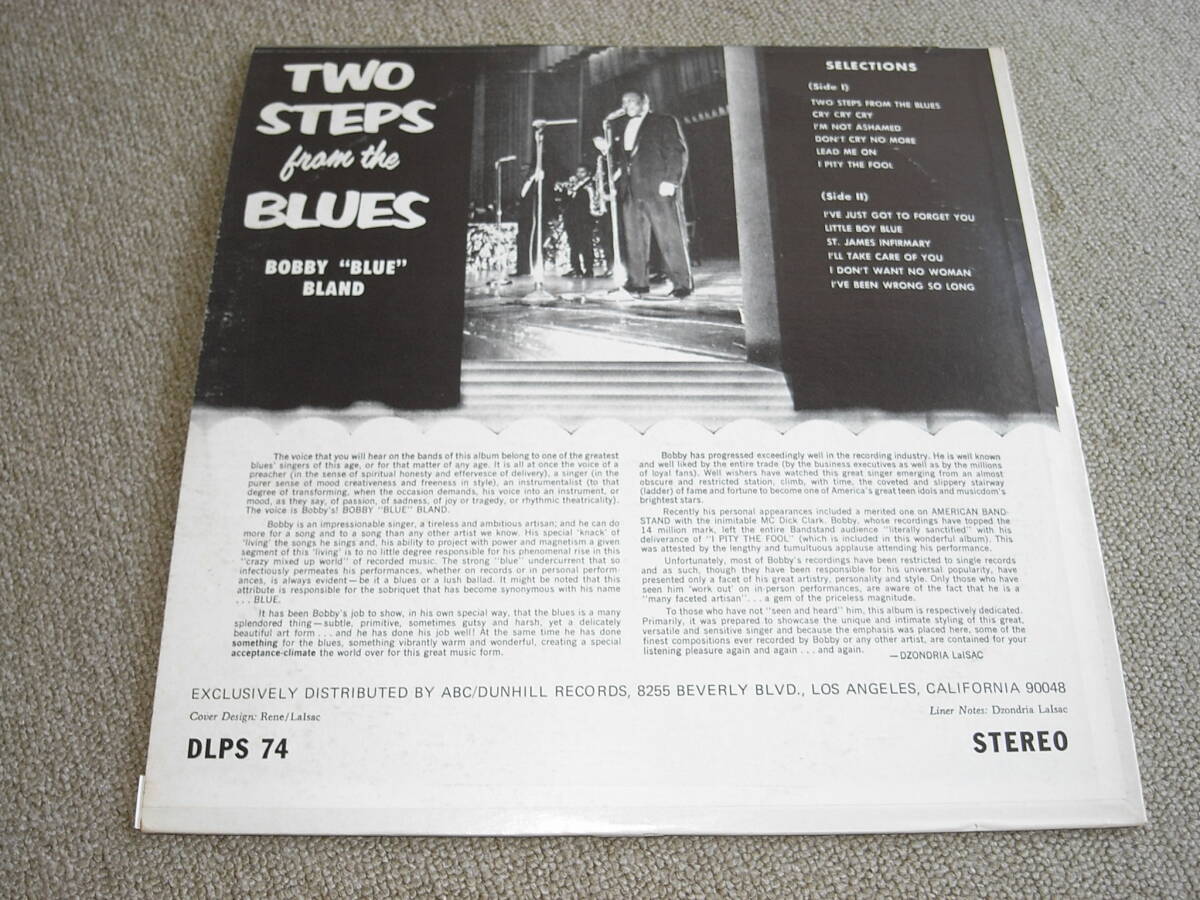 TWO
STEPS
from the
BLUES
BOBBY "BLUE"
BLAND
SELECTIONS
(Side I)
TWO STEPS FROM THE BLUES
CRY CRY CRY
I'M NOT ASHAMED
DON'T CRY NO MORE
LEAD ME ON
I PITY THE FOOL
(Side II)
I'VE JUST GOT TO FORGET YOU
LITTLE BOY BLUE
ST. JAMES INFIRMARY
I'LL TAKE CARE OF YOU
I DON'T WANT NO WOMAN
I'VE BEEN WRONG SO LONG
The voice that you will hear on the bands of this album belong to one of the greatest
blues' singers of this age, or for that matter of any age. It is all at once the voice of a
preacher (in the sense of spiritual honesty and effervesce of delivery), a singer (in the
purer sense of mood creativeness and freeness in style), an instrumentalist (to that
degree of transforming, when the occasion demands, his voice into an instrument, or
mood, as they say, of passion, of sadness, of joy or tragedy, or rhythmic theatricality).
The voice is Bobby's! BOBBY "BLUE" BLAND.
Bobby is an impressionable singer, a tireless and ambitious artisan; and he can do
more for a song and to a song than any other artist we know. His special 'knack' of
'living' the songs he sings and, his ability to project with power and magnetism a given
segment of this 'living' is to no little degree responsible for his phenomenal rise in this
"crazy mixed up world" of recorded music. The strong "blue" undercurrent that so
infectiously permeates his performances, whether on records or in personal perform-
ances, is always evident—be it a blues or a lush ballad. It might be noted that this
attribute is responsible for the sobriquet that has become synonymous with his name
. . . BLUE.
It has been Bobby's job to show, in his own special way, that the blues is a many
splendored thing—subtle, primitive, sometimes gutsy and harsh, yet a delicately
beautiful art form . . . and he has done his job well! At the same time he has done
something for the blues, something vibrantly warm and wonderful, creating a special
acceptance-climate the world over for this great music form.
Bobby has progressed exceedingly well in the recording industry. He is well known
and well liked by the entire trade (by the business executives as well as by the millions
of loyal fans). Well wishers have watched this great singer emerging from an almost
obscure and restricted station, climb, with time, the coveted and slippery stairway
(ladder) of fame and fortune to become one of America's great teen idols and musicdom's
brightest stars.
Recently his personal appearances included a merited one on AMERICAN BAND-
STAND with the inimitable MC Dick Clark. Bobby, whose recordings have topped the
14 million mark, left the entire Bandstand audience "literally sanctified" with his
deliverance of "I PITY THE FOOL" (which is included in this wonderful album). This
was attested by the lengthy and tumultuous applause attending his performance.
Unfortunately, most of Bobby's recordings have been restricted to single records
and as such, though they have been responsible for his universal popularity, have
presented only a facet of his great artistry, personality and style. Only those who have
seen him 'work out' on in-person performances, are aware of the fact that he is a
"many faceted artisan". . . a gem of the priceless magnitude.
To those who have not "seen and heard" him, this album is respectively dedicated.
Primarily, it was prepared to showcase the unique and intimate styling of this great,
versatile and sensitive singer and because the emphasis was placed here, some of the
finest compositions ever recorded by Bobby or any other artist, are contained for your
listening pleasure again and again . . . and again.
—DZONDRIA LaISAC
EXCLUSIVELY DISTRIBUTED BY ABC/DUNHILL RECORDS, 8255 BEVERLY BLVD., LOS ANGELES, CALIFORNIA 90048
Cover Design: Rene/LaIsac
Liner Notes: Dzondria LaIsac
DLPS 74
STEREO